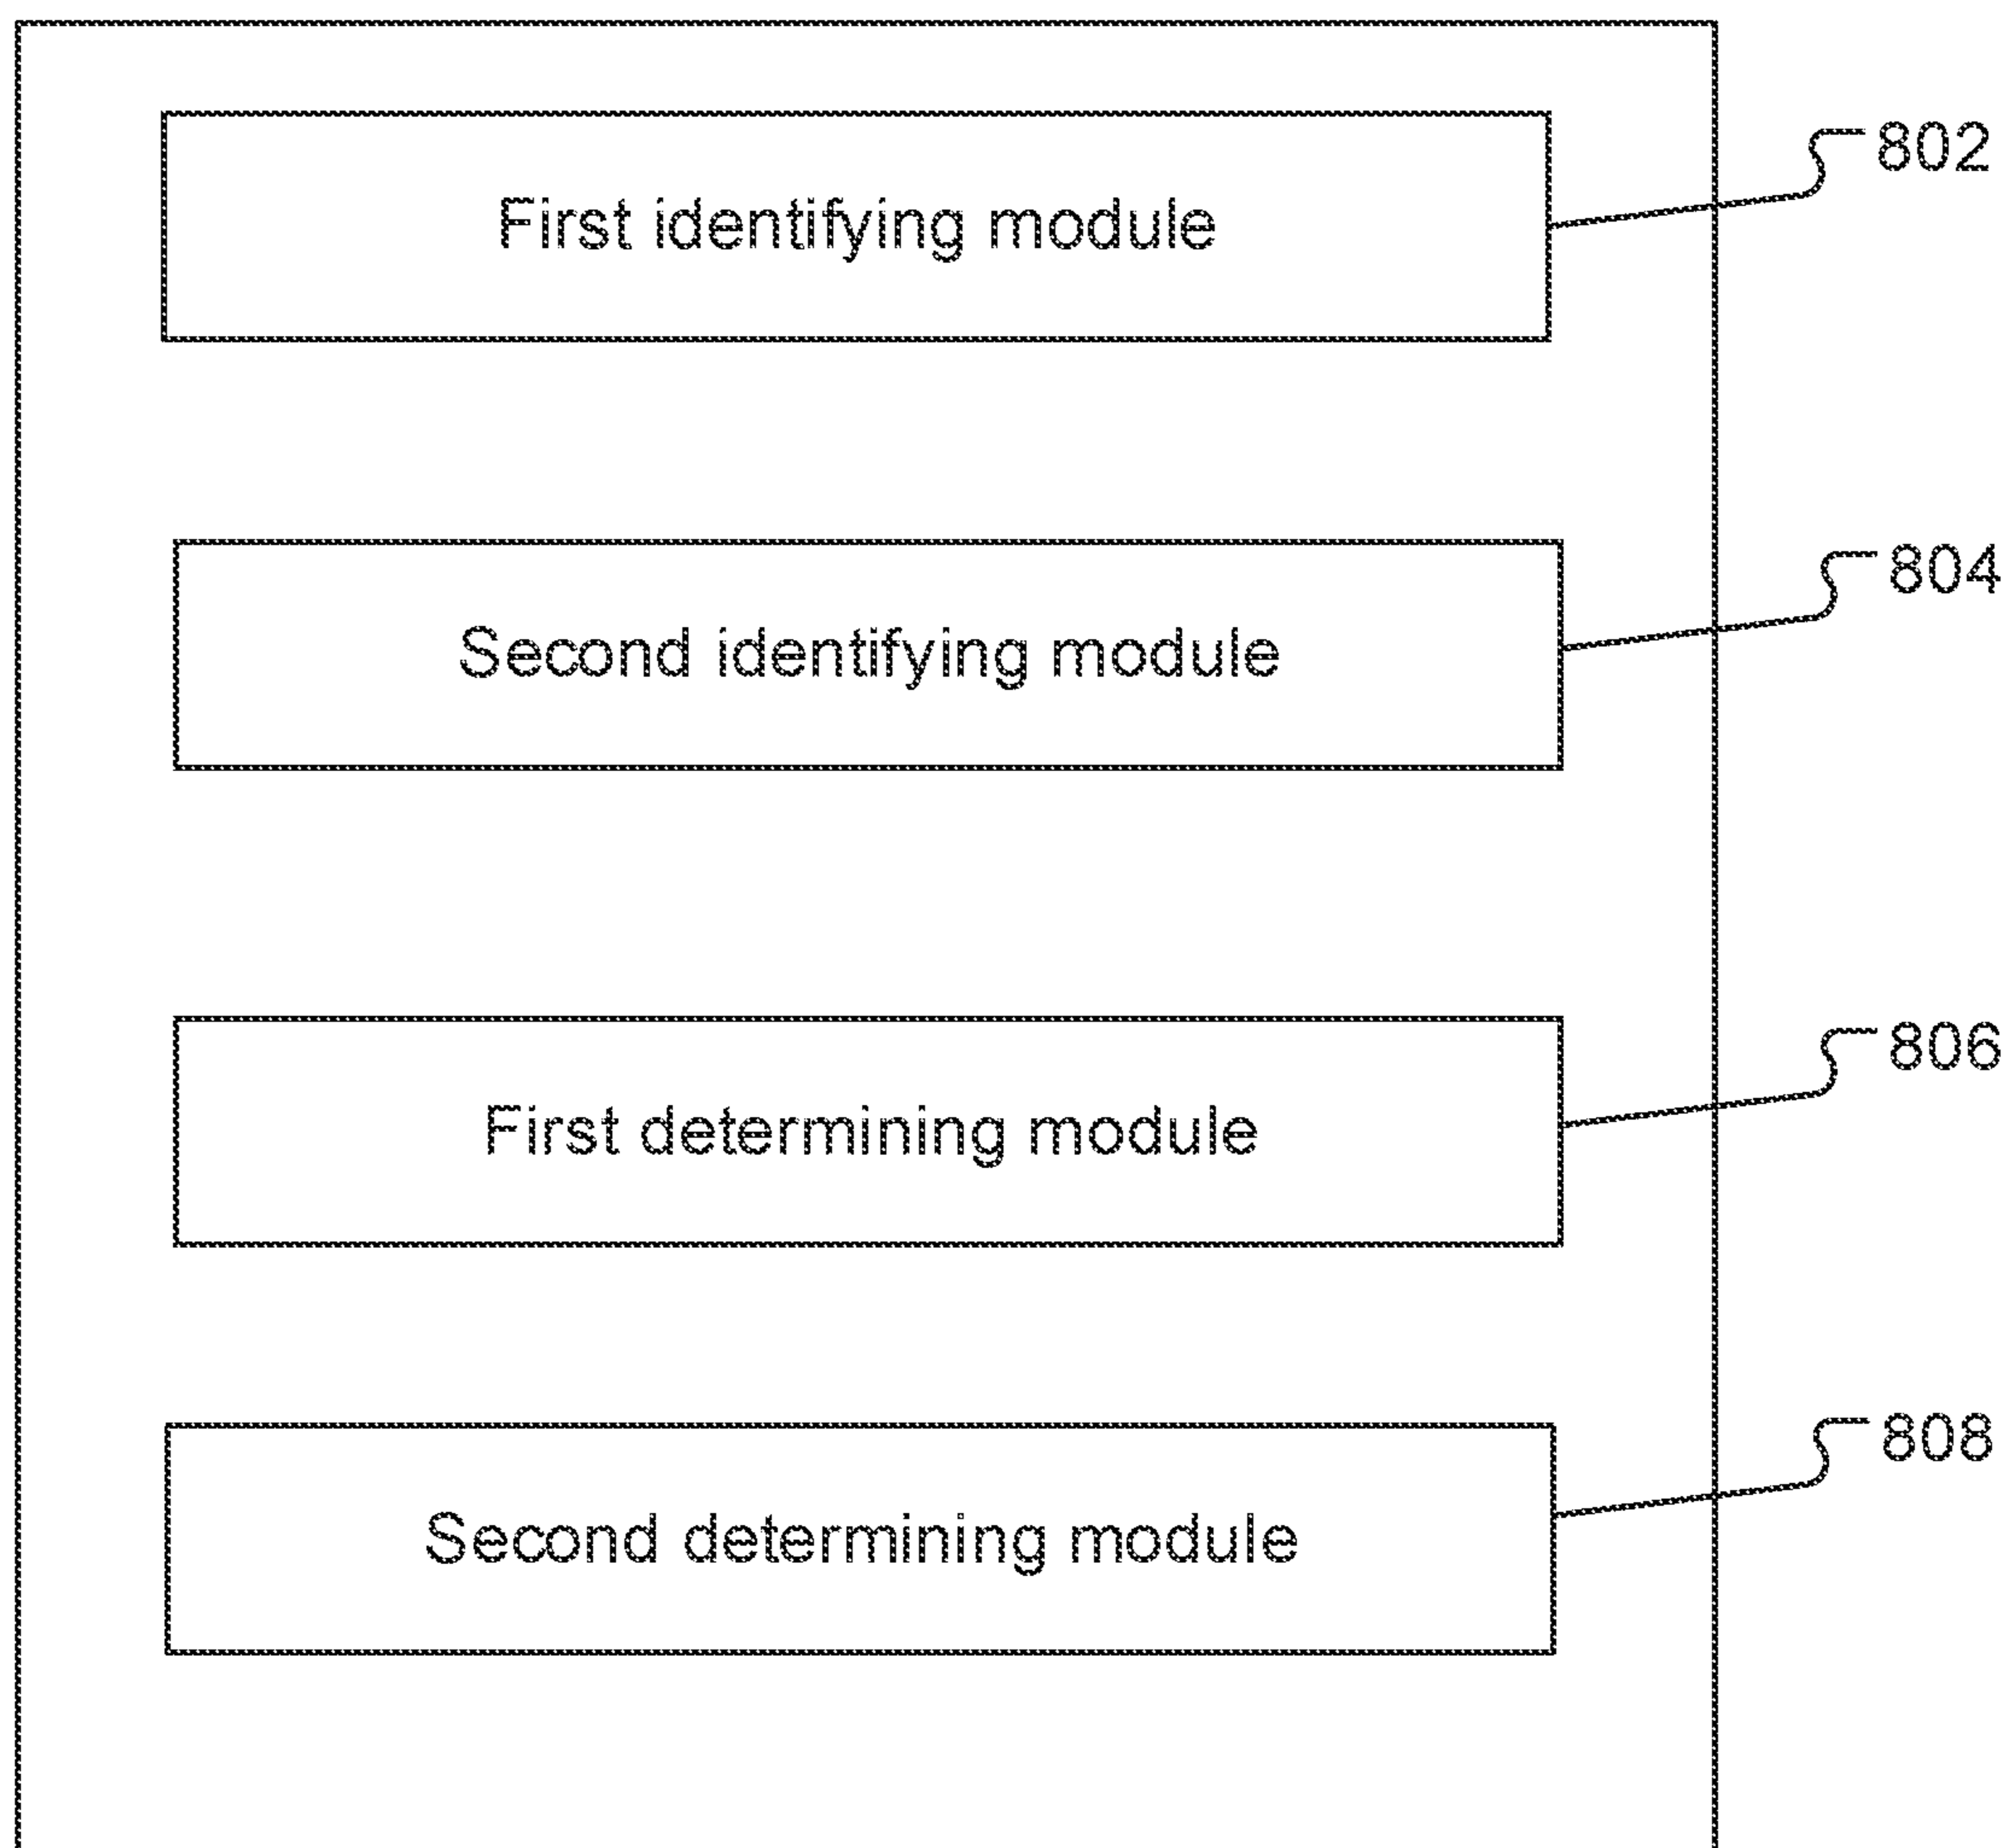 First identifying module
802
Second identifying module
804
First determining module
806
Second determining module
808